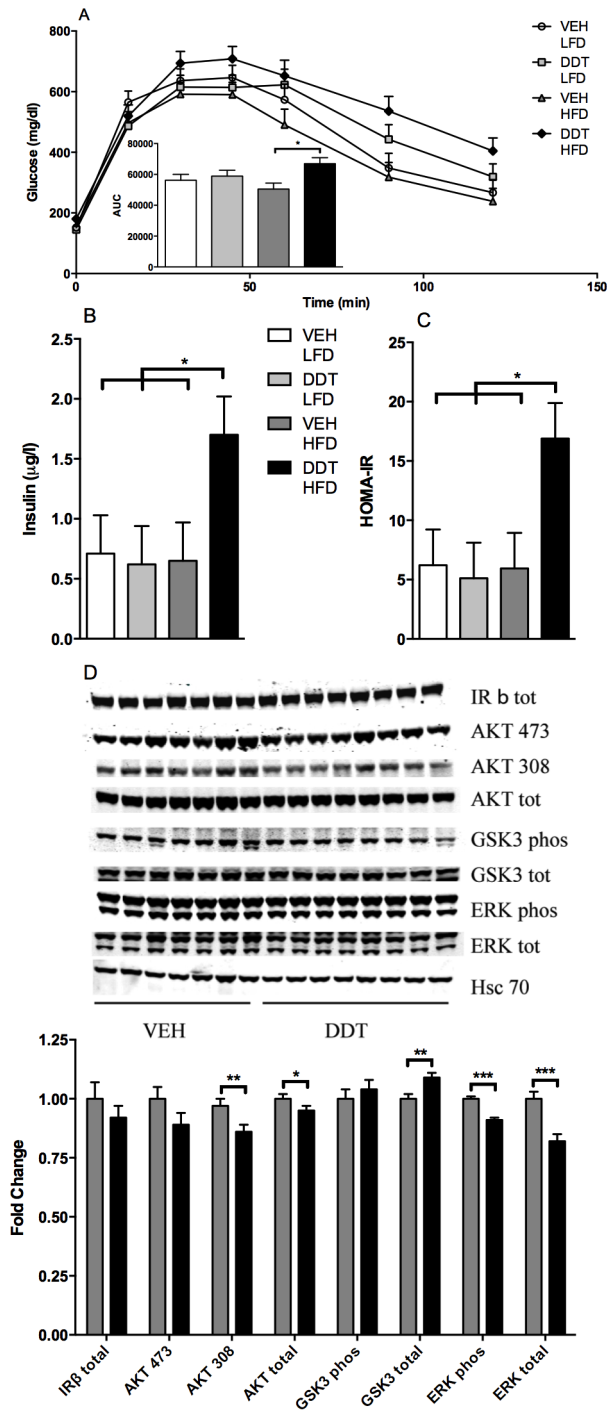 A
800
600
400
200
0
Glucose (mg/dl)
0
50
100
150
Time (min)
VEH
LFD
DDT
LFD
VEH
HFD
DDT
HFD
80000
60000
40000
20000
0
AUC
*
B
2.5
2.0
1.5
1.0
0.5
0.0
Insulin (µg/l)
*
VEH
LFD
DDT
LFD
VEH
HFD
DDT
HFD
C
25
20
15
10
5
0
HOMA-IR
*
D
IR b tot
AKT 473
AKT 308
AKT tot
GSK3 phos
GSK3 tot
ERK phos
ERK tot
Hsc 70
VEH
DDT
1.25
1.00
0.75
0.50
0.25
0.00
Fold Change
**
*
**
***
***
IRβ total
AKT 473
AKT 308
AKT total
GSK3 phos
GSK3 total
ERK phos
ERK total